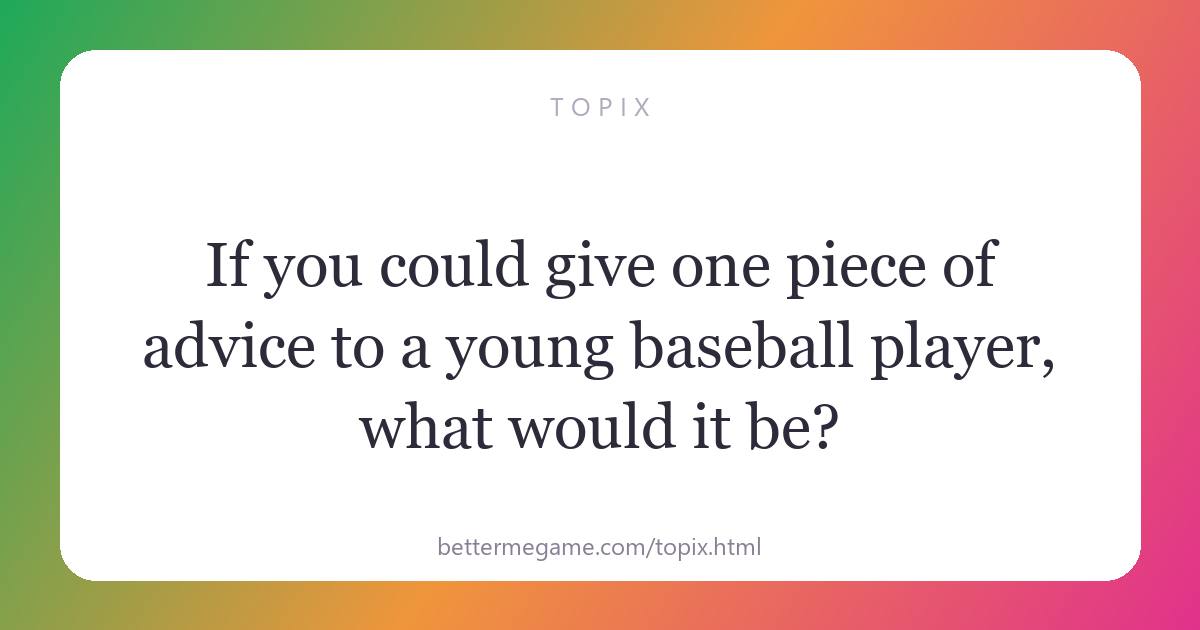 TOPIX
If you could give one piece of
advice to a young baseball player,
what would it be?
bettermegame.com/topix.html